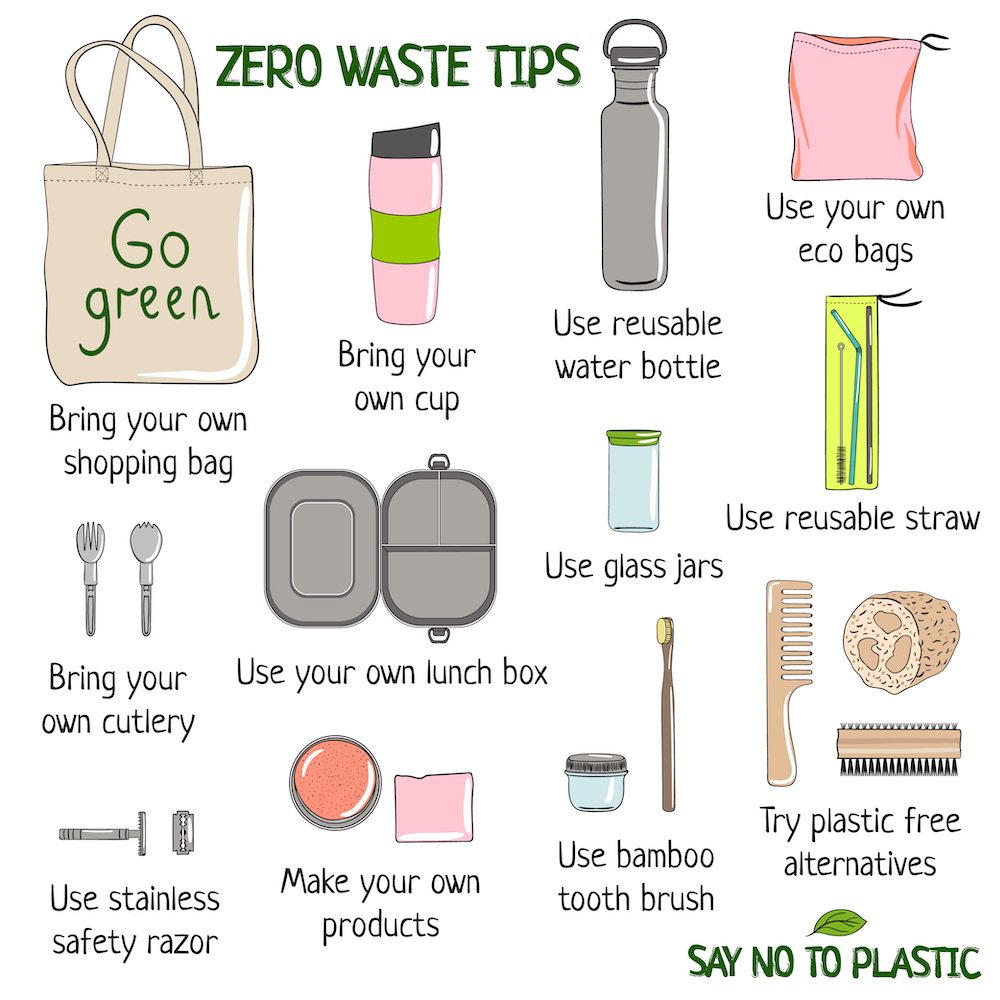 ZERO WASTE TIPS
Go
green
Bring your own
shopping bag
Bring your
own cup
Use reusable
water bottle
Use your own
eco bags
Use reusable straw
Use glass jars
Bring your
own cutlery
Use your own lunch box
Use stainless
safety razor
Make your own
products
Use bamboo
tooth brush
Try plastic free
alternatives
SAY NO TO PLASTIC